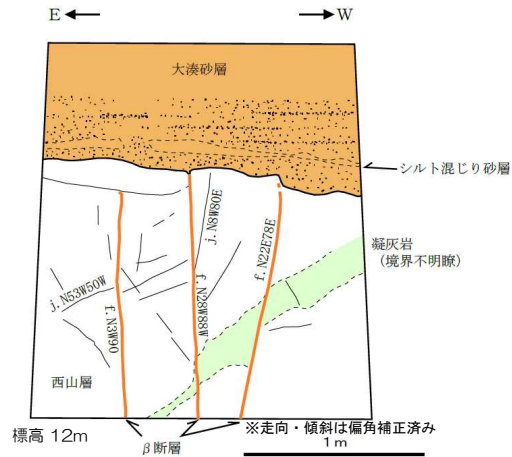 E W
大湊砂層
シルト混じり砂層
凝灰岩
（境界不明瞭）
j.N8W80E
f.N22E78E
j.N53W50W
f.N28W88W
f.N3W90
西山層
標高 12m
β断層
※走向・傾斜は偏角補正済み
1m